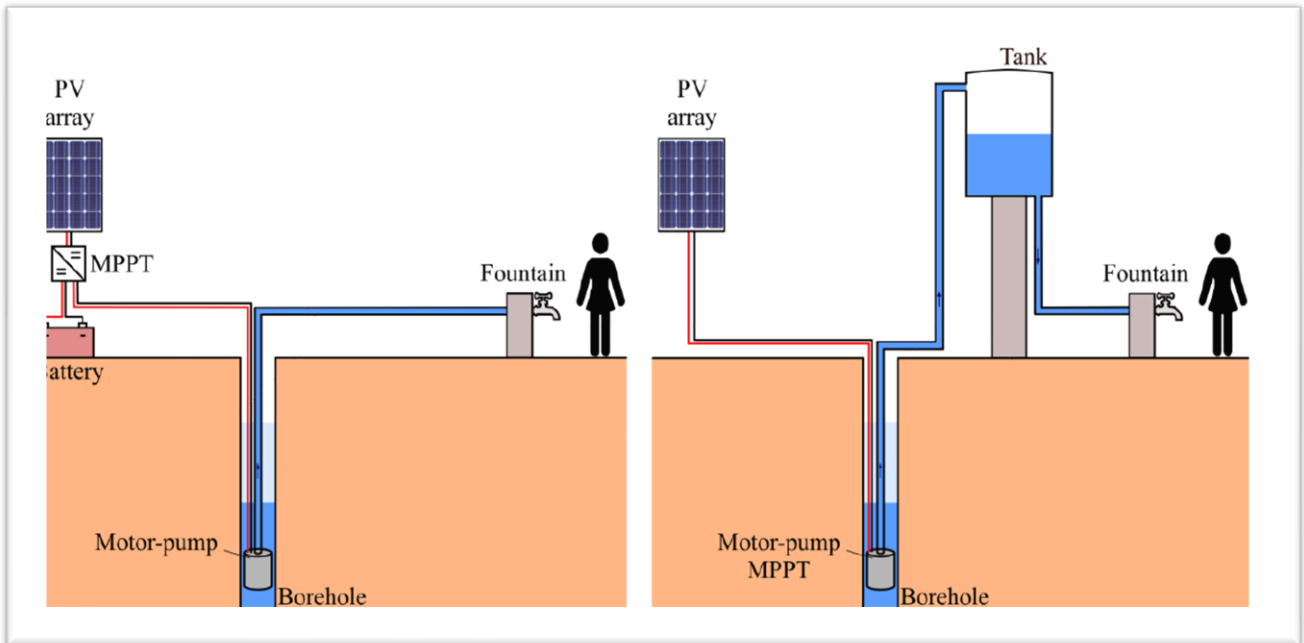 PV
array
MPPT
Fountain
attery
Motor-pump
Borehole
Tank
PV
array
Fountain
Motor-pump
MPPT
Borehole